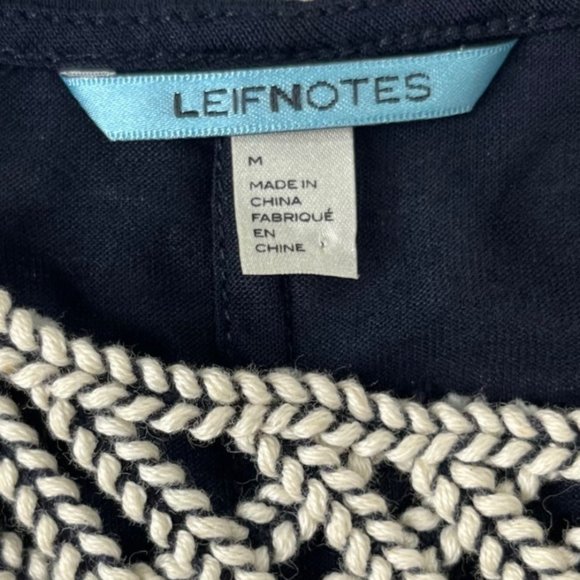 LEIFNOTES
M
MADE IN
CHINA
FABRIQUÉ
EN
CHINE